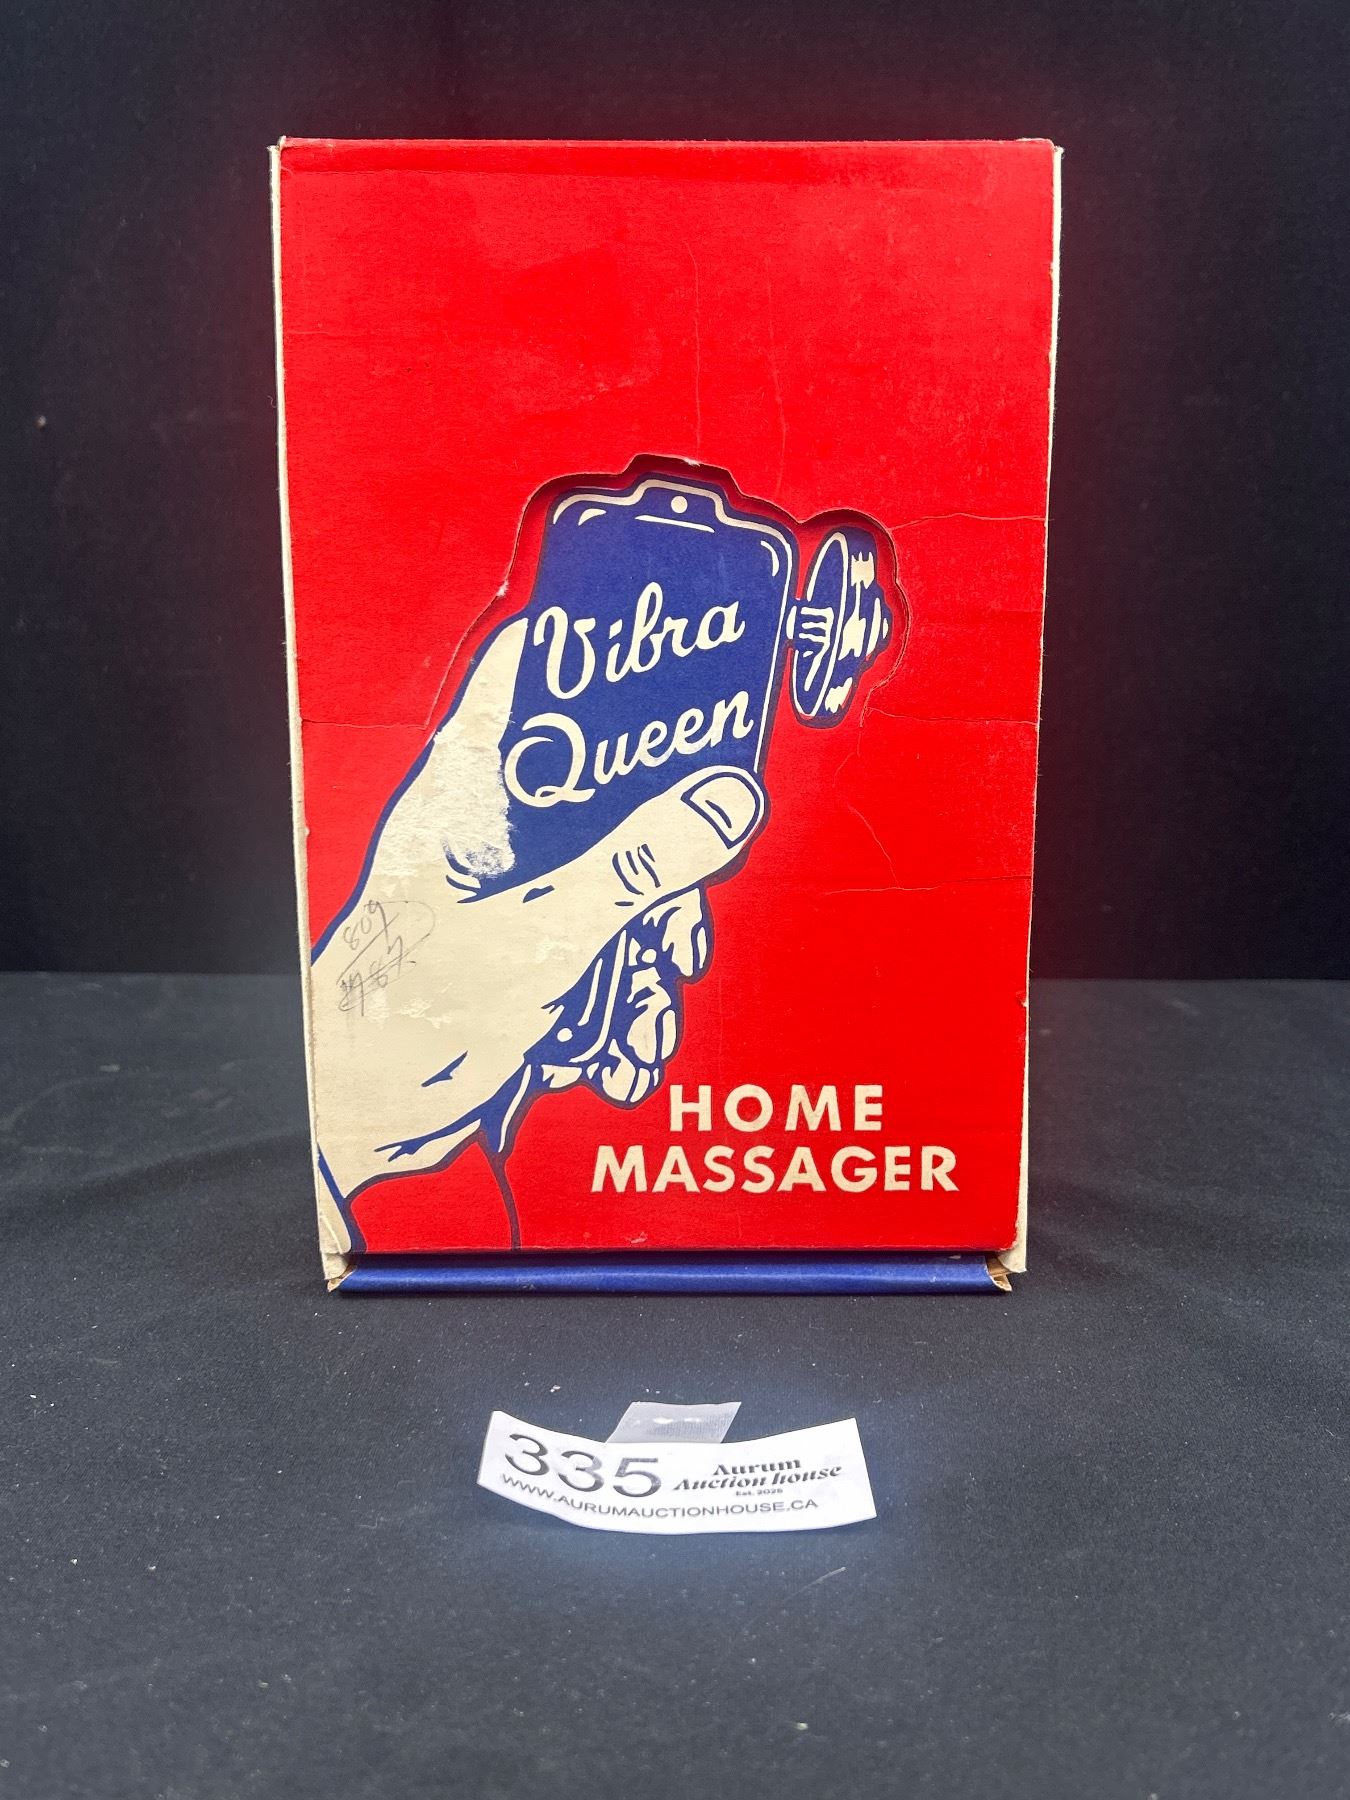 Vibra
Queen
HOME
MASSAGER
335 Aurum
Auction house
Est. 2025
WWW.AURUMAUCTIONHOUSE.CA